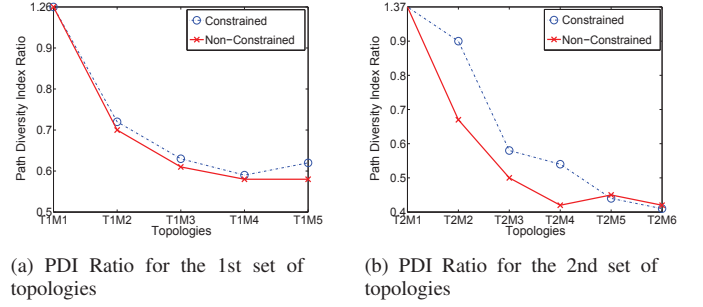 1.26
0.9
0.7
0.6
0.5
Path Diversity Index Ratio
T1M1 T1M2 T1M3 T1M4 T1M5
Topologies
Constrained
Non-Constrained
(a) PDI Ratio for the 1st set of
topologies
1.37
0.9
0.7
0.6
0.5
0.4
Path Diversity Index Ratio
T2M1 T2M2 T2M3 T2M4 T2M5 T2M6
Topologies
Constrained
Non-Constrained
(b) PDI Ratio for the 2nd set of
topologies